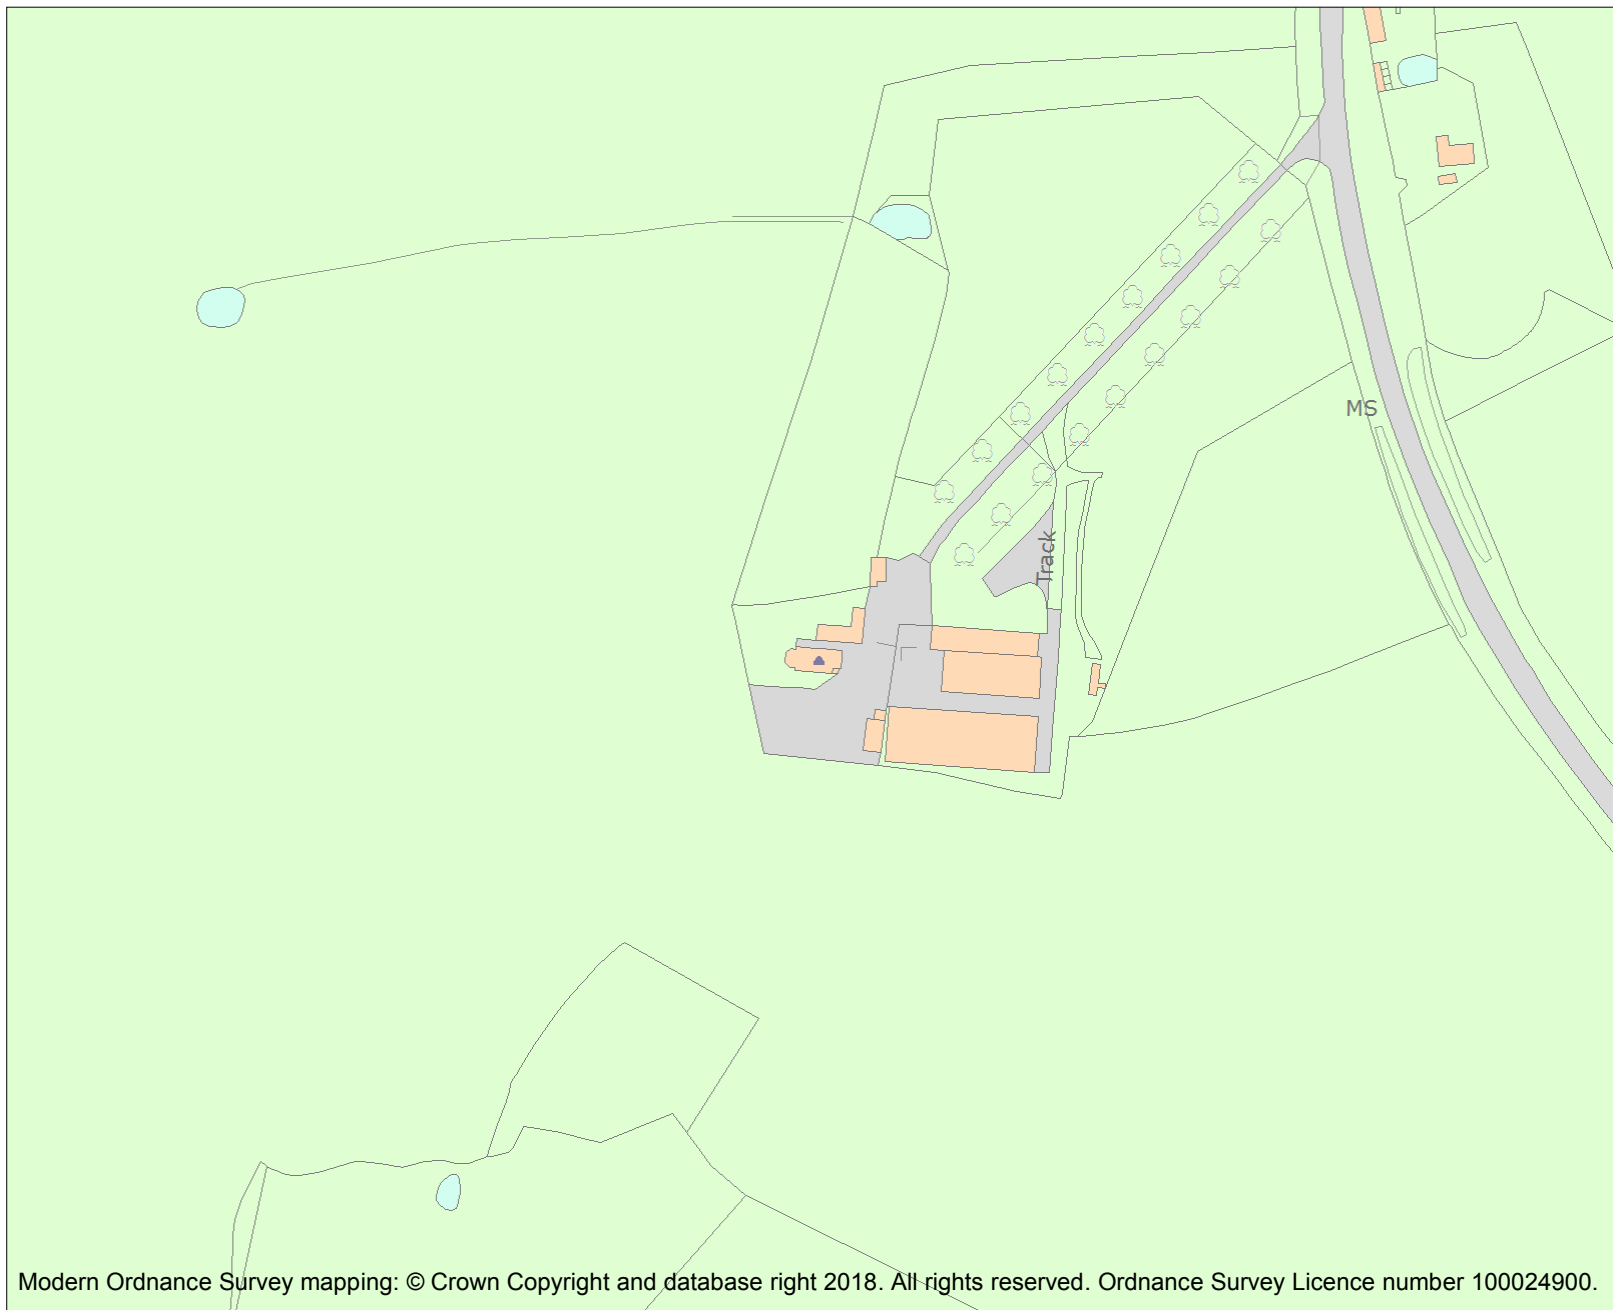 MS
Track
Modern Ordnance Survey mapping: © Crown Copyright and database right 2018. All rights reserved. Ordnance Survey Licence number 100024900.